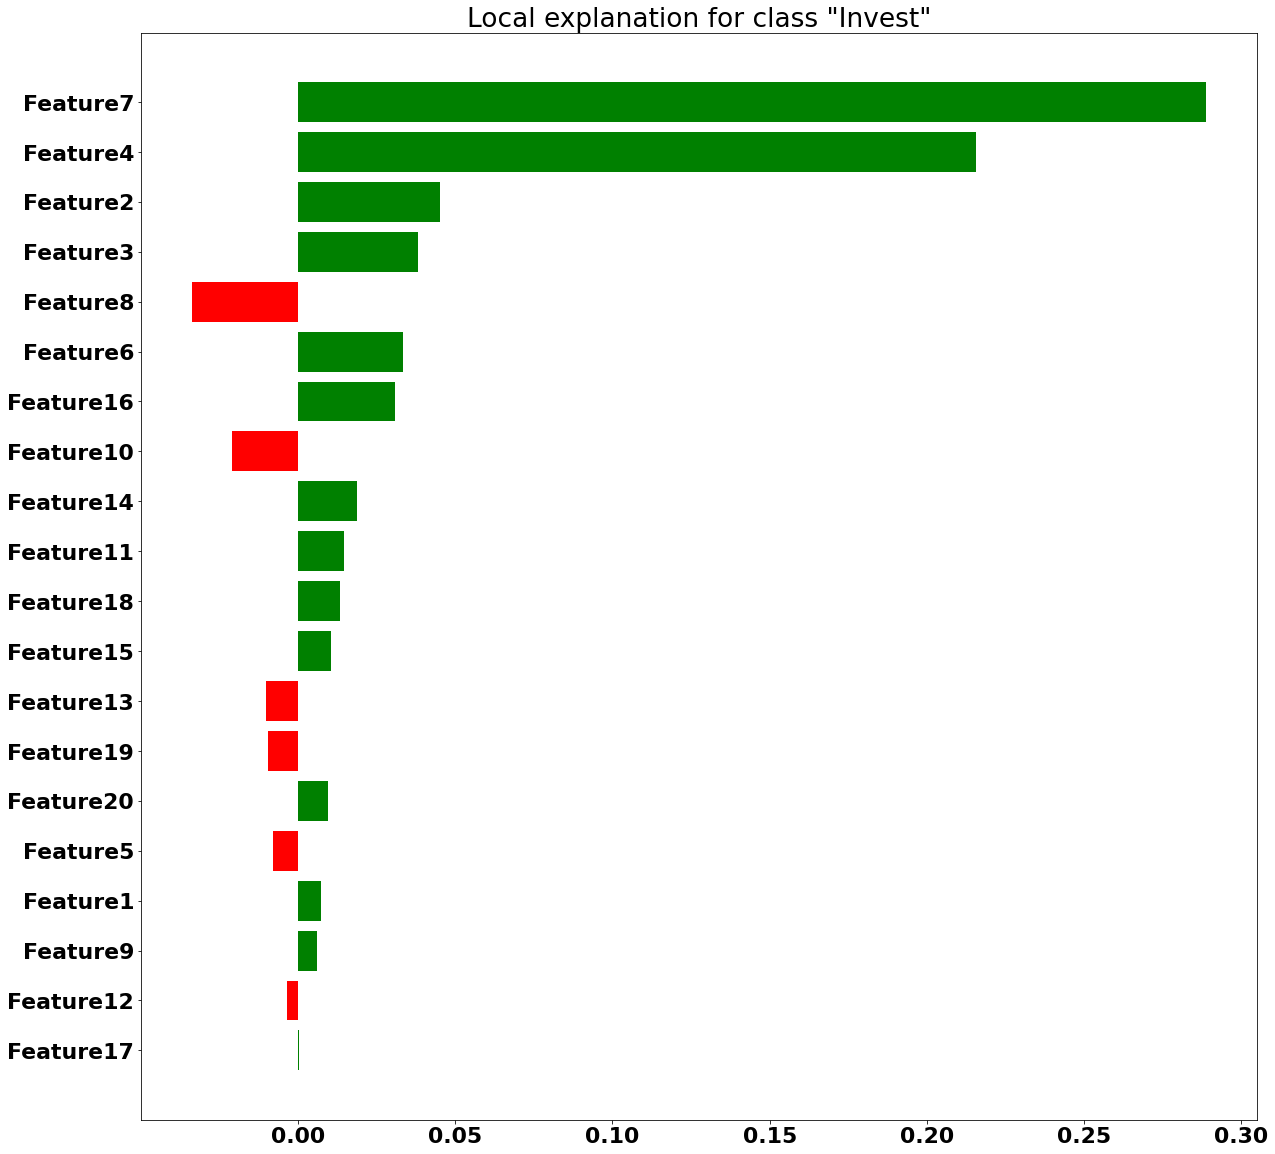 Local explanation for class "Invest"
Feature7
Feature4
Feature2
Feature3
Feature8
Feature6
Feature16
Feature10
Feature14
Feature11
Feature18
Feature15
Feature13
Feature19
Feature20
Feature5
Feature1
Feature9
Feature12
Feature17
0.00 0.05 0.10 0.15 0.20 0.25 0.30